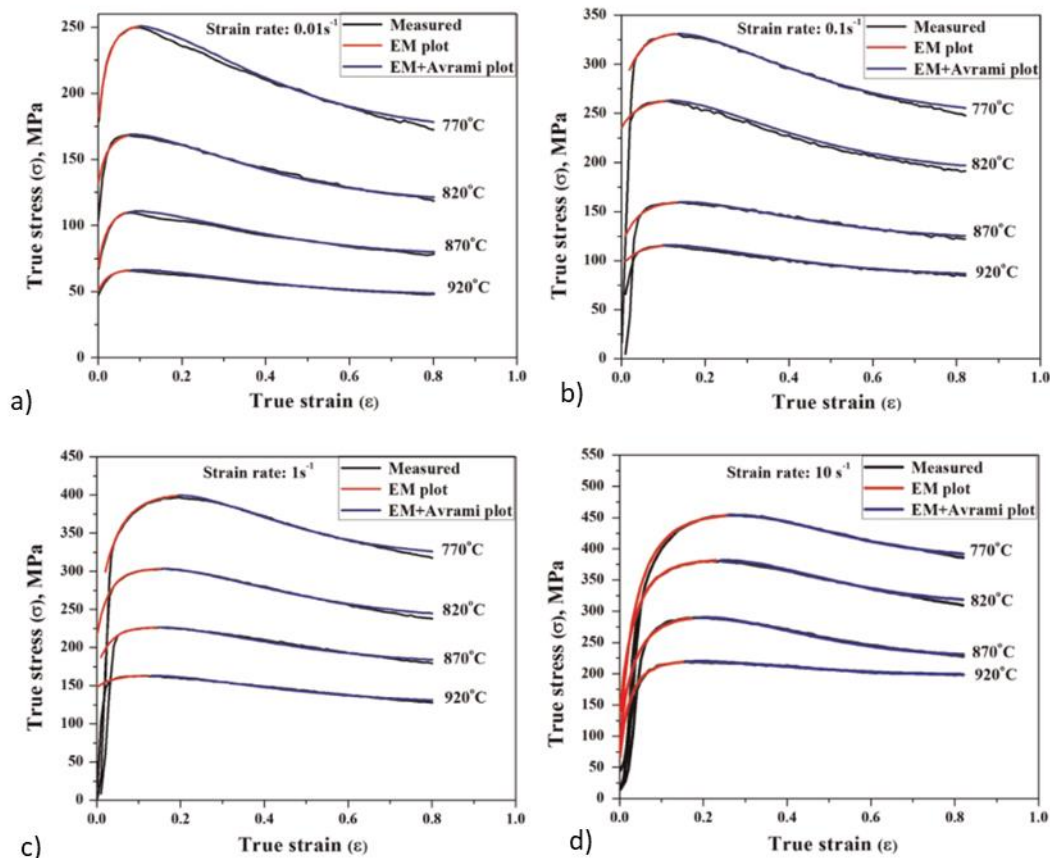 Strain rate: 0.01s⁻¹
Measured
EM plot
EM+Avrami plot
770°C
820°C
870°C
920°C
True stress (σ), MPa
250
200
150
100
50
0
0.0 0.2 0.4 0.6 0.8 1.0
True strain (ε)
a)
Strain rate: 0.1s⁻¹
Measured
EM plot
EM+Avrami plot
770°C
820°C
870°C
920°C
True stress (σ), MPa
350
300
250
200
150
100
50
0
0.0 0.2 0.4 0.6 0.8 1.0
True strain (ε)
b)
Strain rate: 1s⁻¹
Measured
EM plot
EM+Avrami plot
770°C
820°C
870°C
920°C
True stress (σ), MPa
450
400
350
300
250
200
150
100
50
0
0.0 0.2 0.4 0.6 0.8 1.0
True strain (ε)
c)
Strain rate: 10 s⁻¹
Measured
EM plot
EM+Avrami plot
770°C
820°C
870°C
920°C
True stress (σ), MPa
550
500
450
400
350
300
250
200
150
100
50
0
0.0 0.2 0.4 0.6 0.8 1.0
True strain (ε)
d)